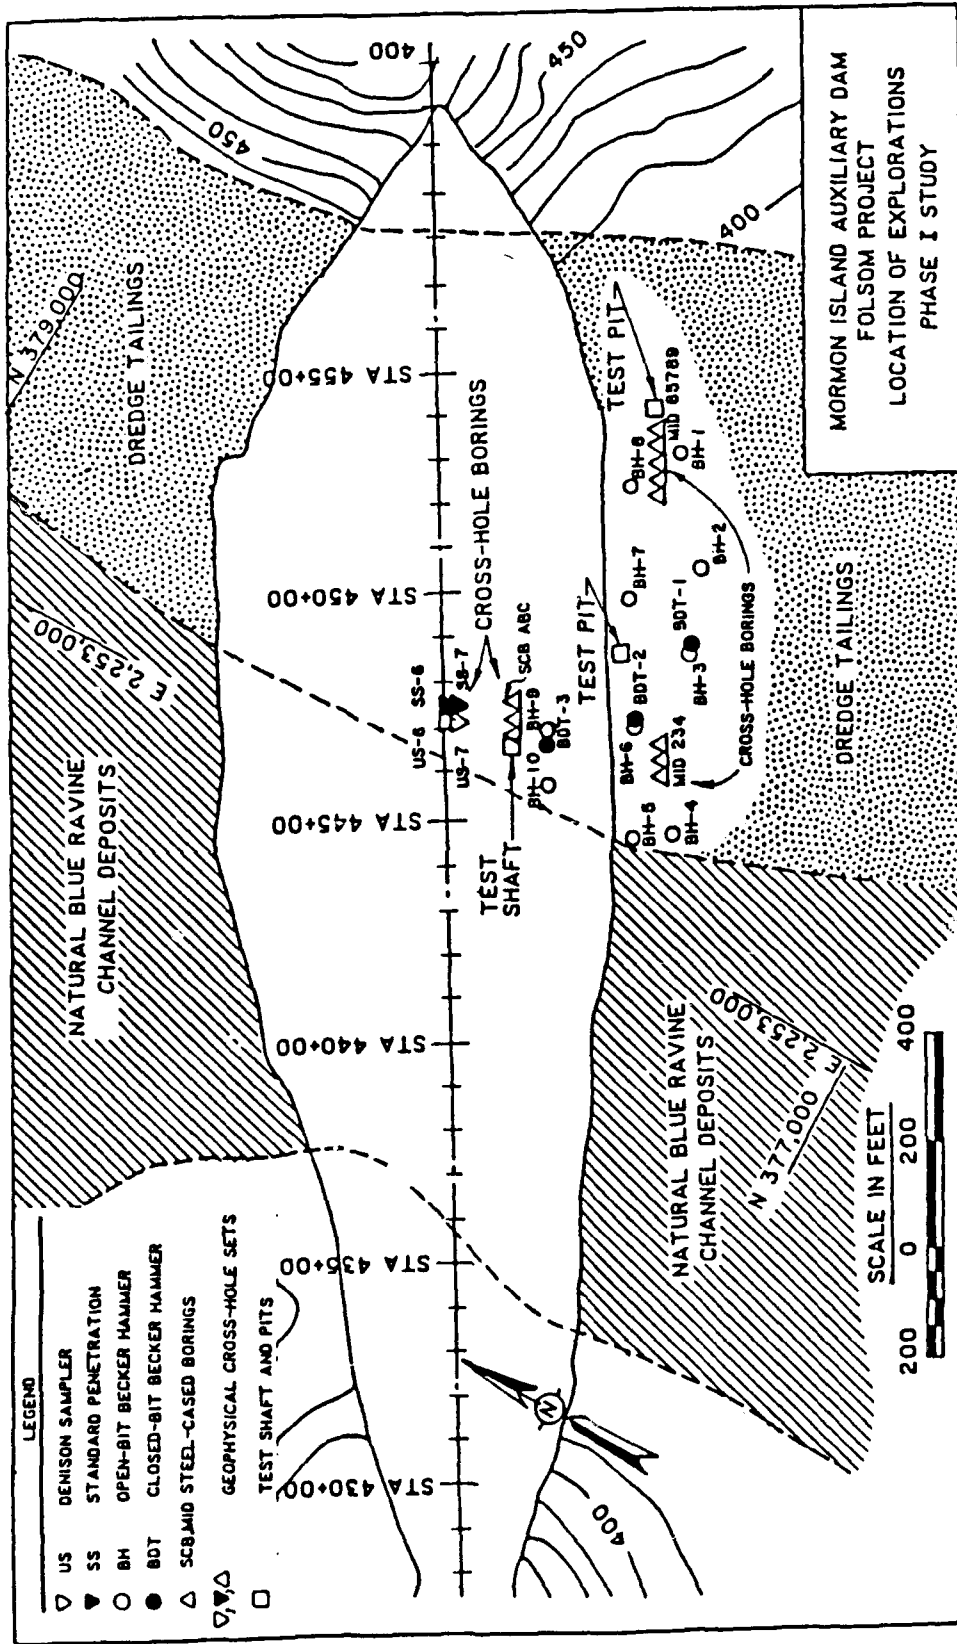 LEGEND
US DENISON SAMPLER
SS STANDARD PENETRATION
BH OPEN-BIT BECKER HAMMER
BDT CLOSED-BIT BECKER HAMMER
SCB,MID STEEL-CASED BORINGS
GEOPHYSICAL CROSS-HOLE SETS
TEST SHAFT AND PITS
NATURAL BLUE RAVINE
CHANNEL DEPOSITS
E 2,253,000
DREDGE TAILINGS
N 379,000
450
400
STA 430+00
STA 435+00
STA 440+00
STA 445+00
STA 450+00
STA 455+00
US-6
SS-6
US-7
SS-7
CROSS-HOLE BORINGS
TEST
SHAFT
SCB ABC
BH-10
BH-9
BDT-3
TEST PIT
TEST PIT
BH-5
BH-6
BDT-2
BH-7
BH-8
BH-4
MID 234
MID 65789
BH-3
BDT-1
BH-2
BH-1
CROSS-HOLE BORINGS
450
400
400
N
NATURAL BLUE RAVINE
CHANNEL DEPOSITS
N 377,000
E 2,253,000
DREDGE TAILINGS
SCALE IN FEET
200 0 200 400
MORMON ISLAND AUXILIARY DAM
FOLSOM PROJECT
LOCATION OF EXPLORATIONS
PHASE I STUDY